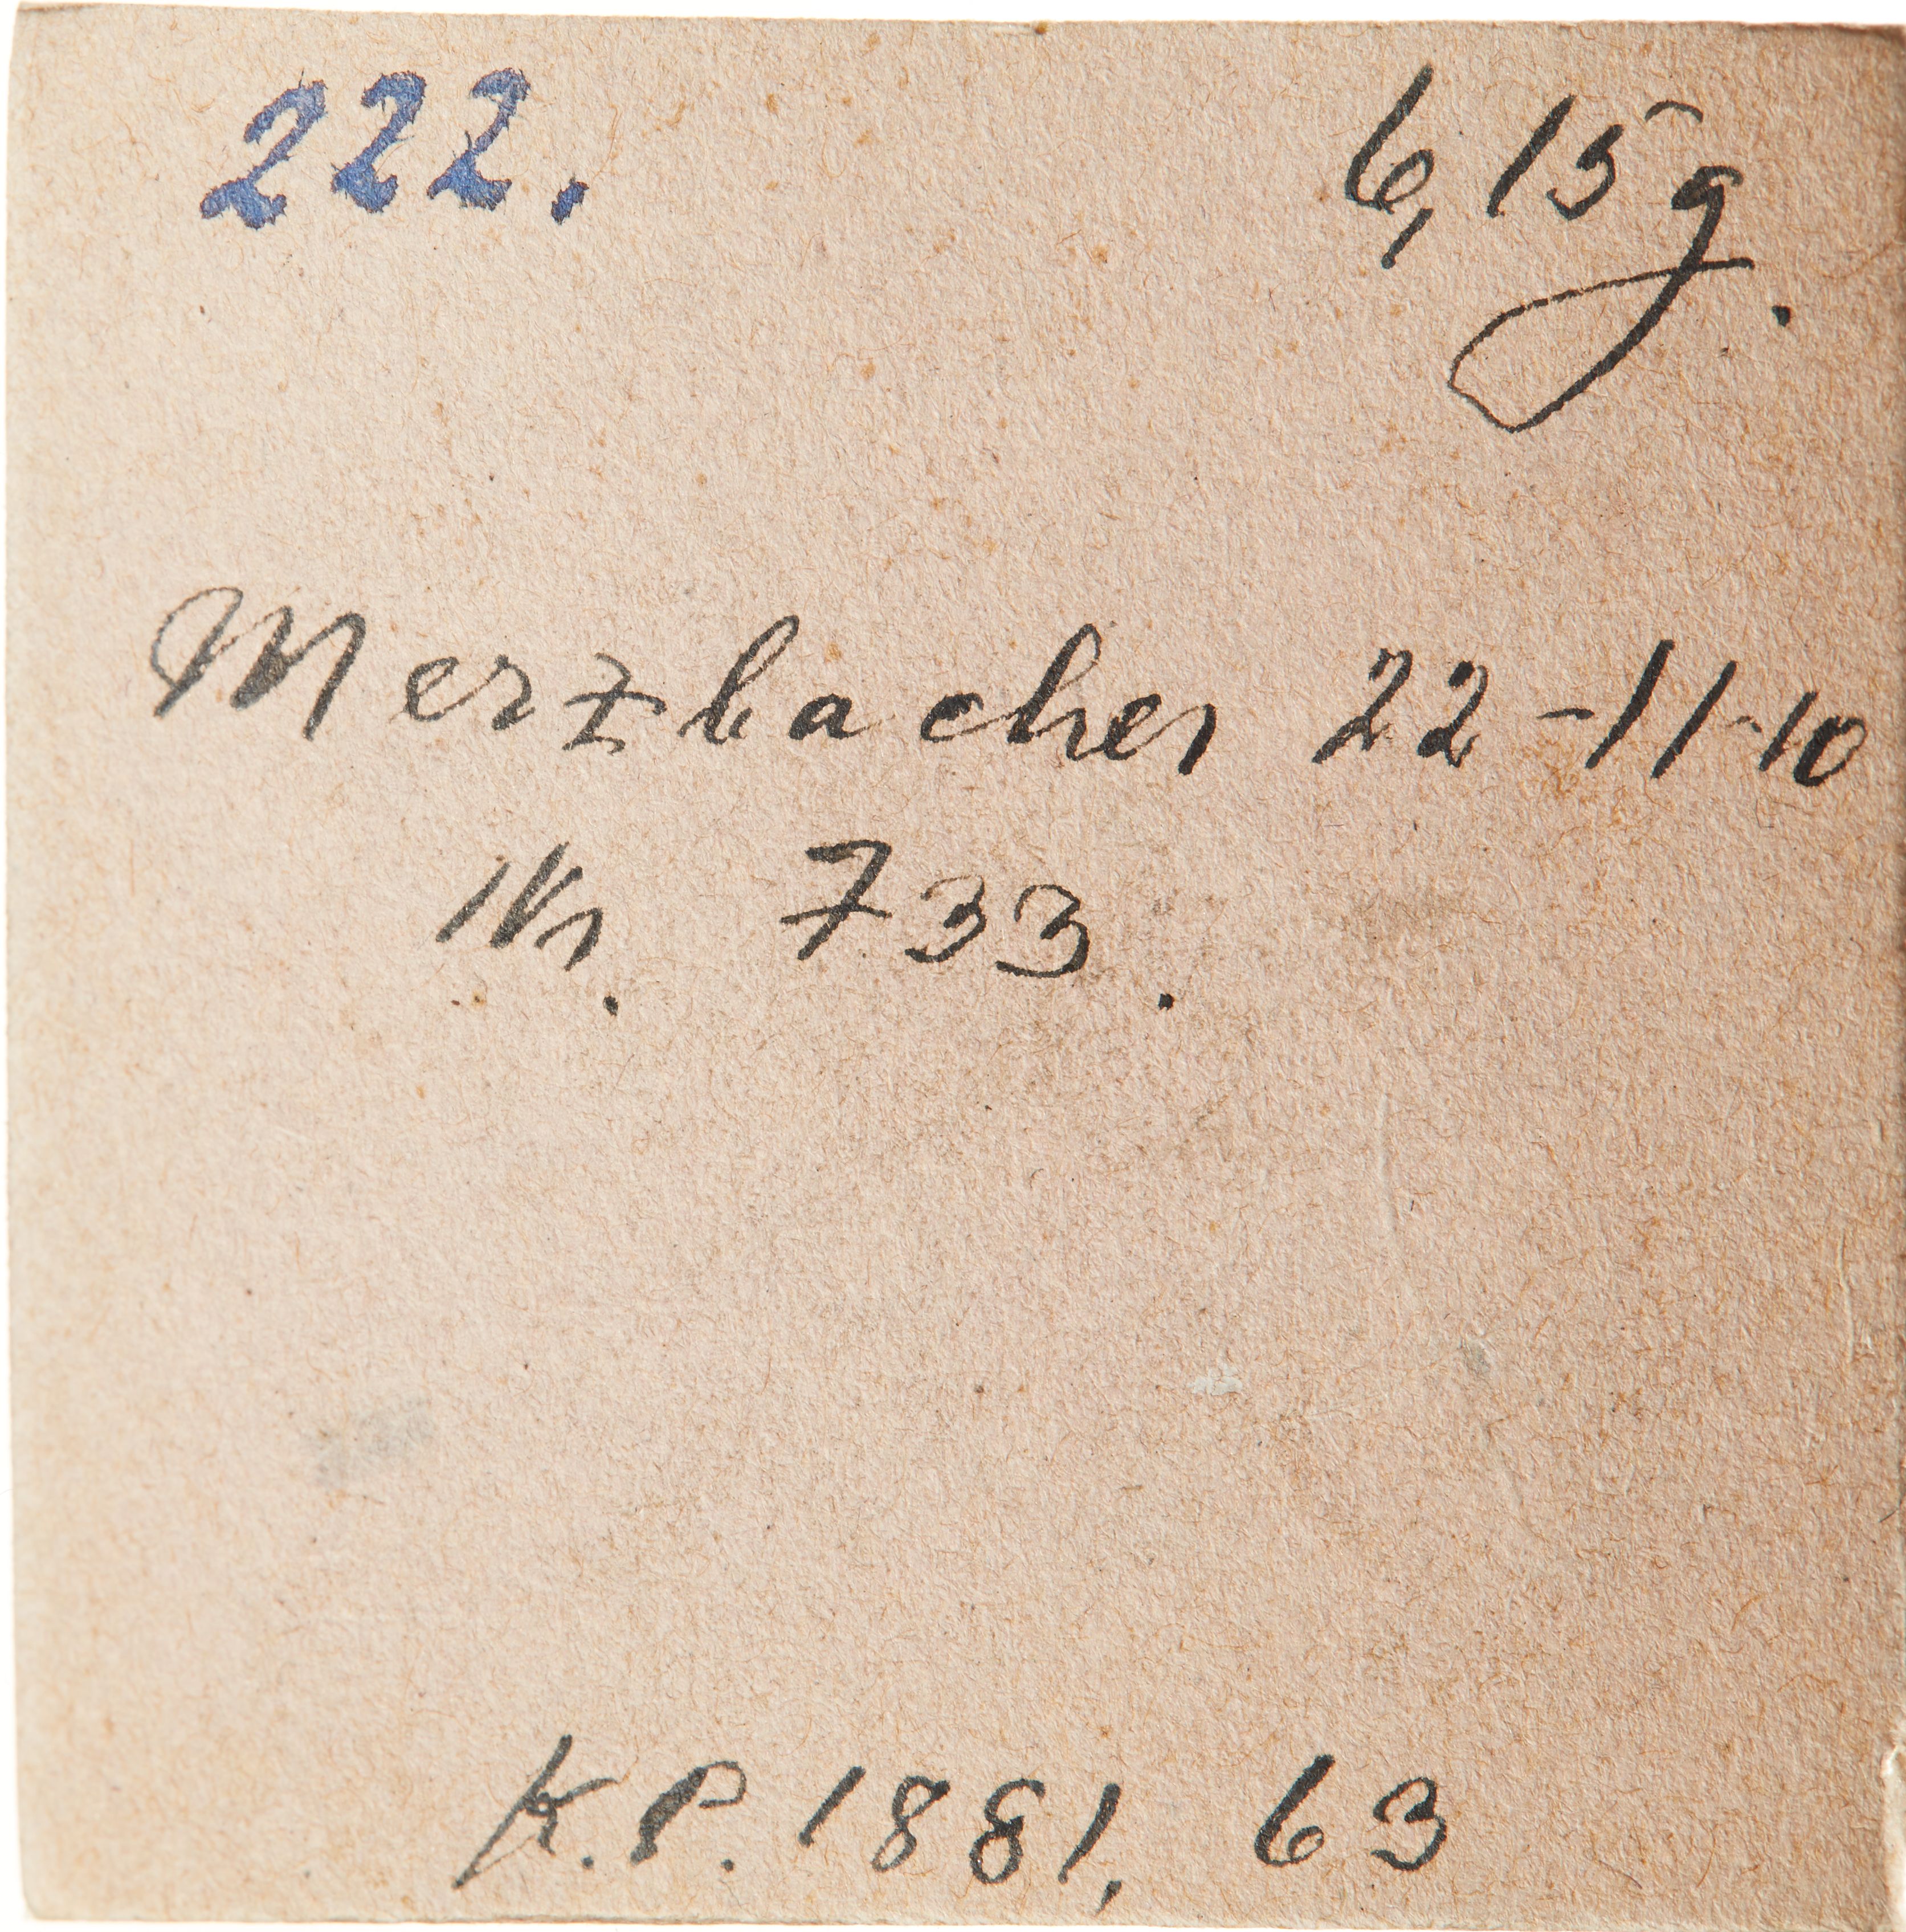 222. 6,15 g.
Merzbacher 22-11-10
Nr. 733.
K.P. 1881, 63